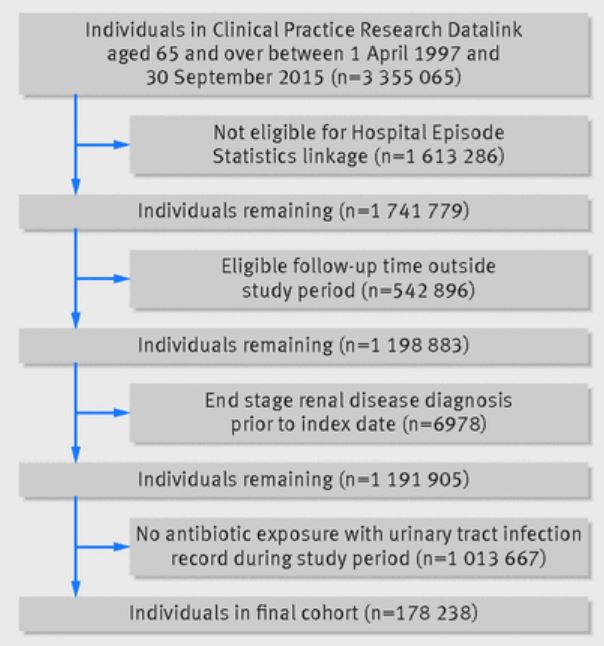 Individuals in Clinical Practice Research Datalink
aged 65 and over between 1 April 1997 and
30 September 2015 (n=3 355 065)
Not eligible for Hospital Episode
Statistics linkage (n=1 613 286)
Individuals remaining (n=1 741 779)
Eligible follow-up time outside
study period (n=542 896)
Individuals remaining (n=1 198 883)
End stage renal disease diagnosis
prior to index date (n=6978)
Individuals remaining (n=1 191 905)
No antibiotic exposure with urinary tract infection
record during study period (n=1 013 667)
Individuals in final cohort (n=178 238)